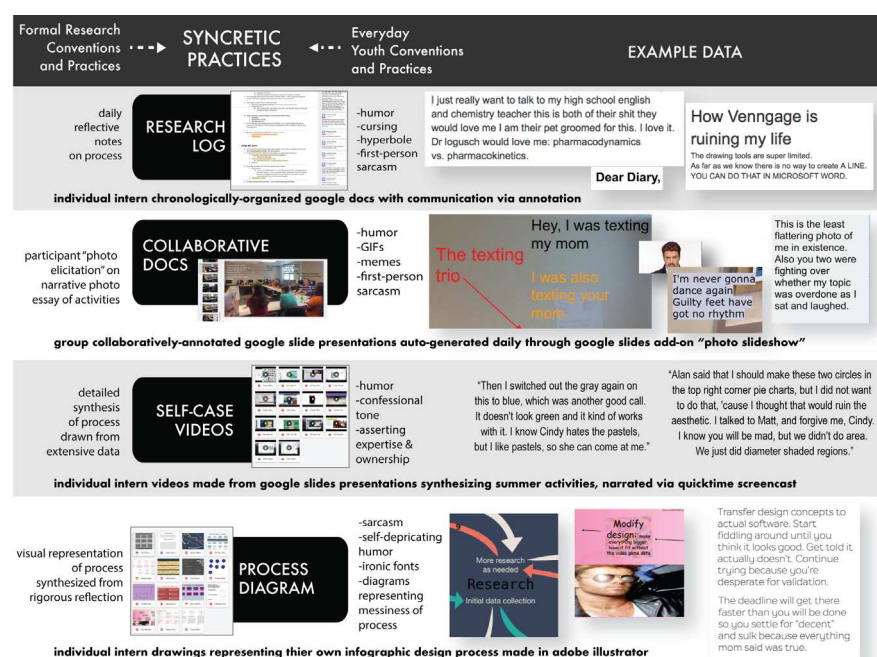 Formal Research
Conventions
and Practices
SYNCRETIC
PRACTICES
Everyday
Youth Conventions
and Practices
EXAMPLE DATA
daily
reflective
notes
on process
RESEARCH
LOG
-humor
-cursing
-hyperbole
-first-person
sarcasm
I just really want to talk to my high school english
and chemistry teacher this is both of their shit they
would love me I am their pet groomed for this. I love it.
Dr logusch would love me: pharmacodynamics
vs. pharmacokinetics.
Dear Diary,
How Venngage is
ruining my life
The drawing tools are super limited.
As far as we know there is no way to create A LINE.
YOU CAN DO THAT IN MICROSOFT WORD.
individual intern chronologically-organized google docs with communication via annotation
participant "photo
elicitation" on
narrative photo
essay of activities
COLLABORATIVE
DOCS
-humor
-GIFs
-memes
-first-person
sarcasm
The texting
trio
Hey, I was texting
my mom
I was also
texting your
mom
I'm never gonna
dance again
Guilty feet have
got no rhythm
This is the least
flattering photo of
me in existence.
Also you two were
fighting over
whether my topic
was overdone as I
sat and laughed.
group collaboratively-annotated google slide presentations auto-generated daily through google slides add-on "photo slideshow"
detailed
synthesis
of process
drawn from
extensive data
SELF-CASE
VIDEOS
-humor
-confessional
tone
-asserting
expertise &
ownership
"Then I switched out the gray again on
this to blue, which was another good call.
It doesn't look green and it kind of works
with it. I know Cindy hates the pastels,
but I like pastels, so she can come at me."
"Alan said that I should make these two circles in
the top right corner pie charts, but I did not want
to do that, 'cause I thought that would ruin the
aesthetic. I talked to Matt, and forgive me, Cindy.
I know you will be mad, but we didn't do area.
We just did diameter shaded regions."
individual intern videos made from google slides presentations synthesizing summer activities, narrated via quicktime screencast
visual representation
of process
synthesized from
rigorous reflection
PROCESS
DIAGRAM
-sarcasm
-self-depricating
humor
-ironic fonts
-diagrams
representing
messiness of
process
More research
as needed
Research
Initial data collection
Modify
design: make
everything bigger,
have it fit without
the video game data
Transfer design concepts to
actual software. Start
fiddling around until you
think it looks good. Get told it
actually doesn't. Continue
trying because you're
desperate for validation.
The deadline will get there
faster than you will be done
so you settle for "decent"
and sulk because everything
mom said was true.
individual intern drawings representing thier own infographic design process made in adobe illustrator